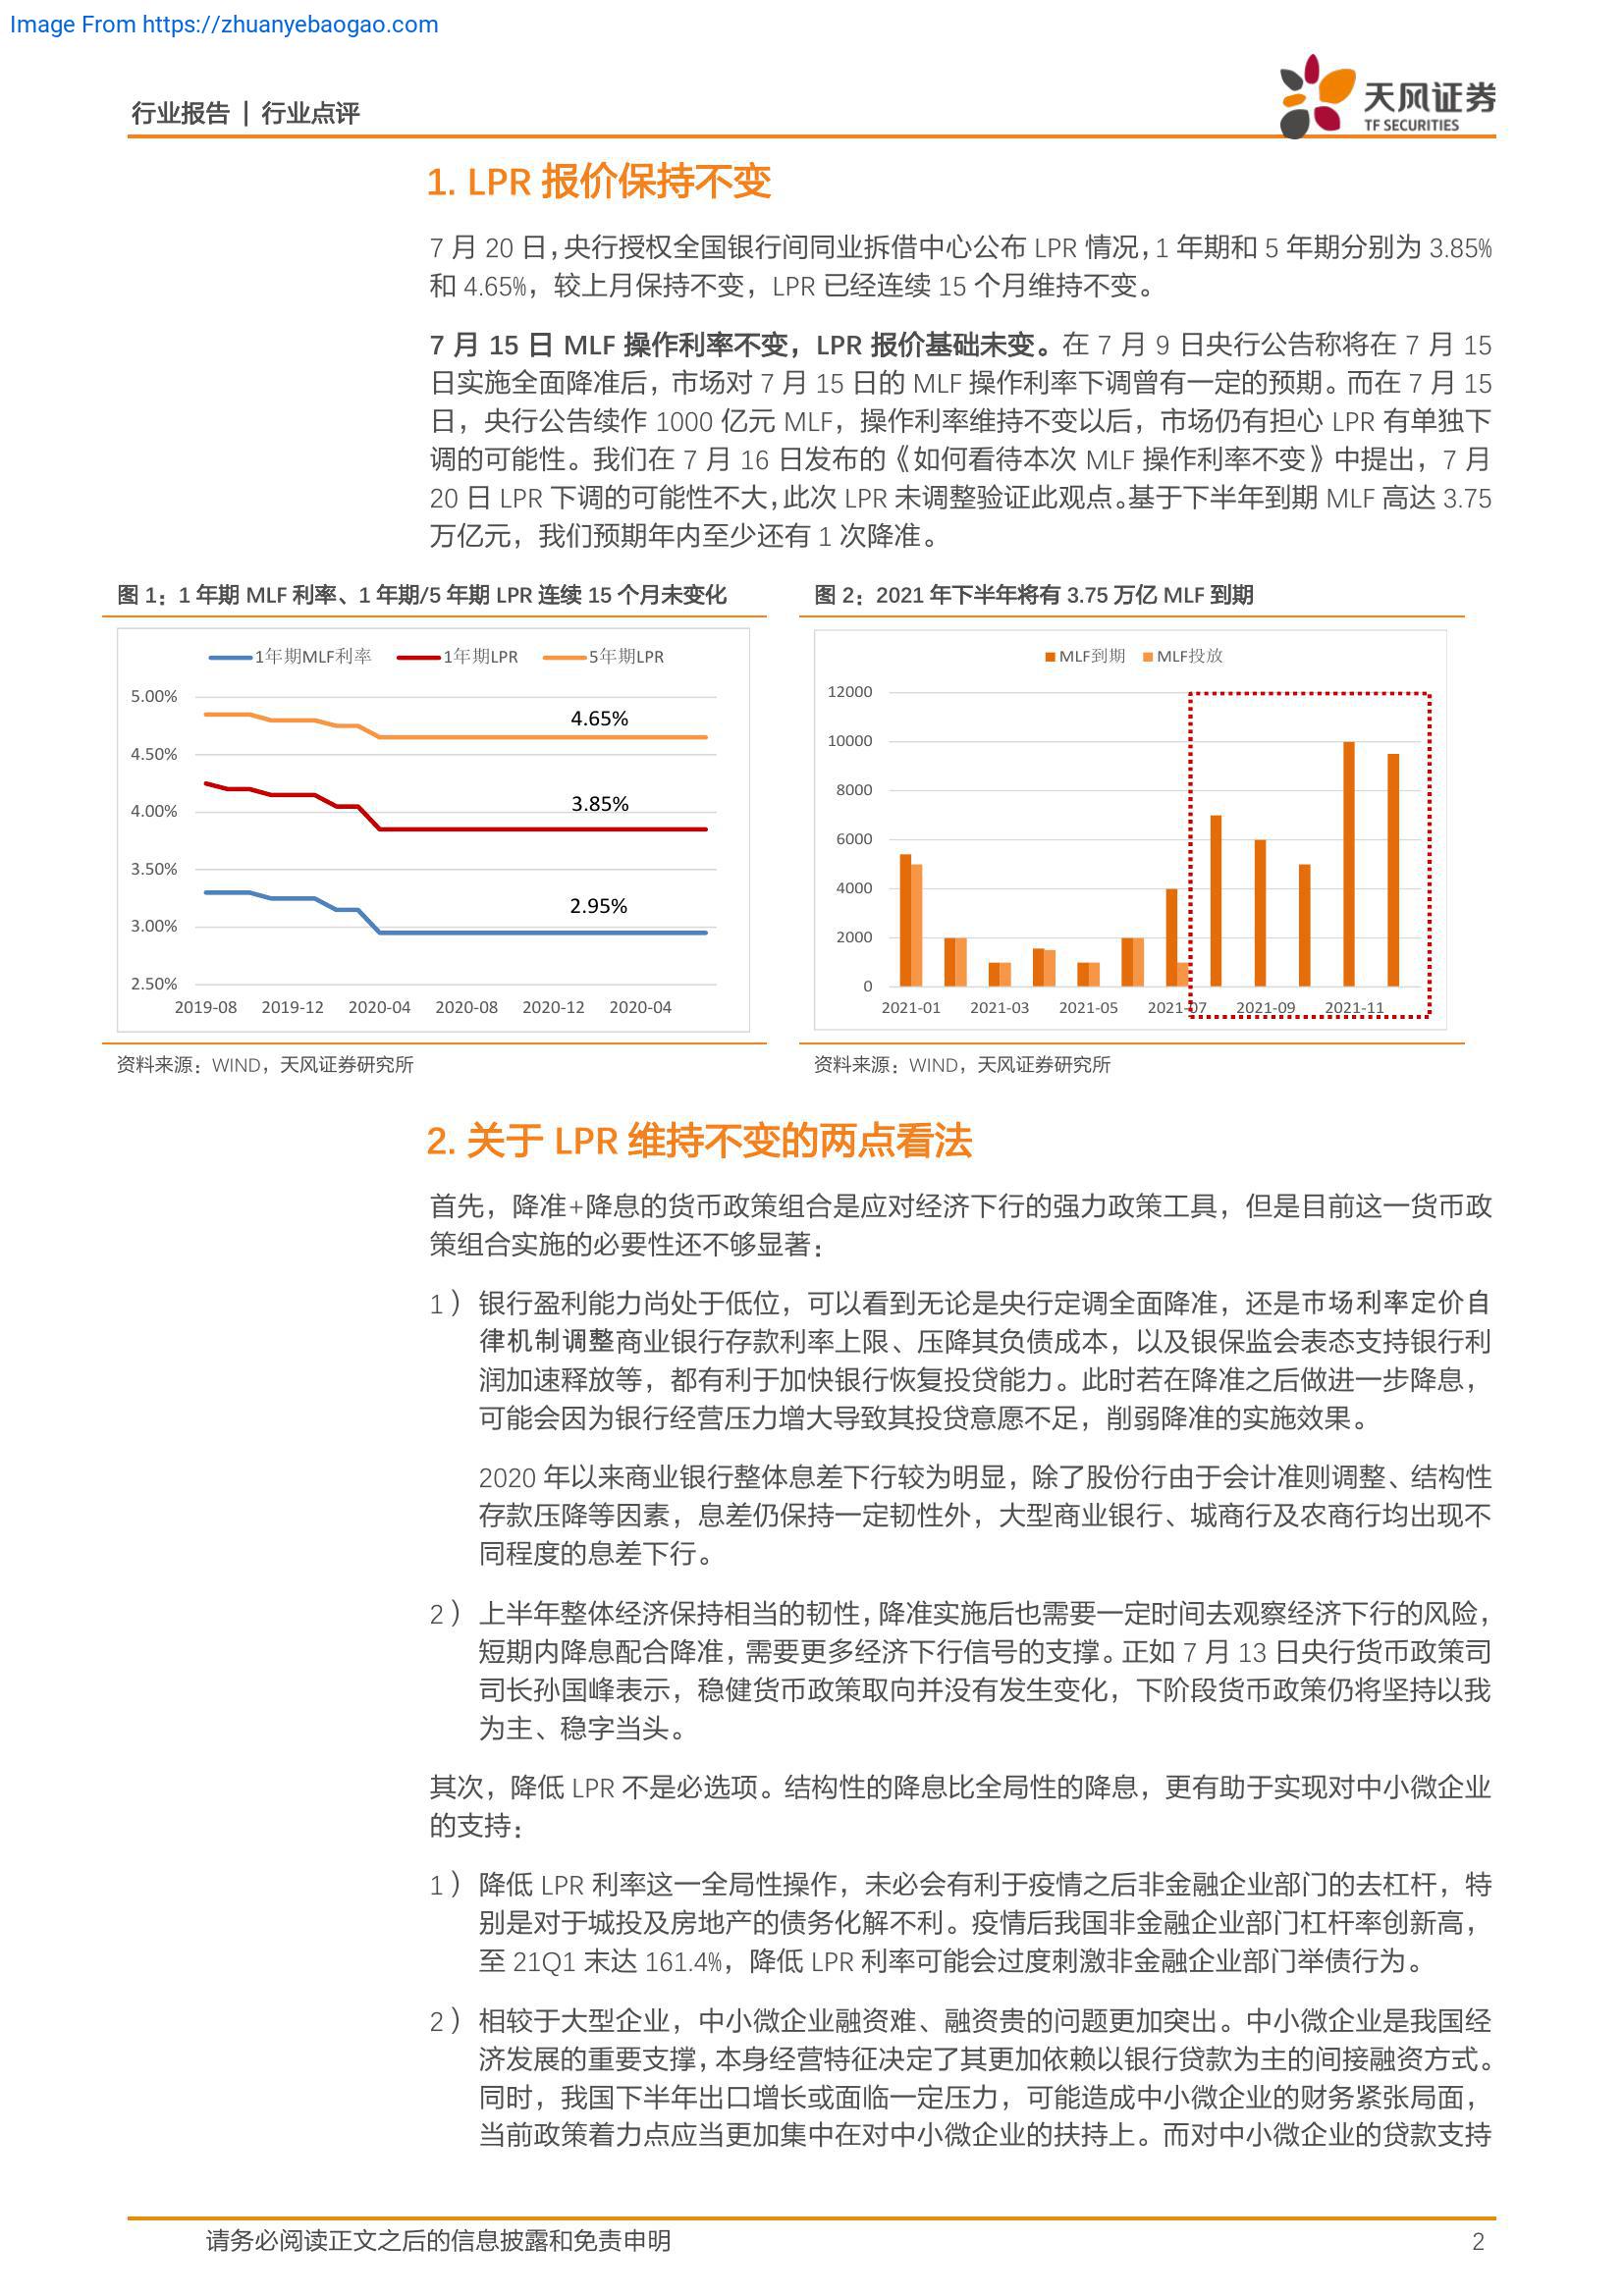 Image From https://zhuanyebaogao.com
行业报告 | 行业点评
天风证券
TF SECURITIES
1. LPR 报价保持不变
7 月 20 日，央行授权全国银行间同业拆借中心公布 LPR 情况，1 年期和 5 年期分别为 3.85%
和 4.65%，较上月保持不变，LPR 已经连续 15 个月维持不变。
7 月 15 日 MLF 操作利率不变，LPR 报价基础未变。在 7 月 9 日央行公告称将在 7 月 15
日实施全面降准后，市场对 7 月 15 日的 MLF 操作利率下调曾有一定的预期。而在 7 月 15
日，央行公告续作 1000 亿元 MLF，操作利率维持不变以后，市场仍有担心 LPR 有单独下
调的可能性。我们在 7 月 16 日发布的《如何看待本次 MLF 操作利率不变》中提出，7 月
20 日 LPR 下调的可能性不大，此次 LPR 未调整验证此观点。基于下半年到期 MLF 高达 3.75
万亿元，我们预期年内至少还有 1 次降准。
图 1：1 年期 MLF 利率、1 年期/5 年期 LPR 连续 15 个月未变化
1年期MLF利率 1年期LPR 5年期LPR
5.00%
4.65%
4.50%
4.00%
3.85%
3.50%
3.00%
2.95%
2.50%
2019-08 2019-12 2020-04 2020-08 2020-12 2020-04
资料来源：WIND，天风证券研究所
图 2：2021 年下半年将有 3.75 万亿 MLF 到期
MLF到期 MLF投放
12000
10000
8000
6000
4000
2000
0
2021-01 2021-03 2021-05 2021-07 2021-09 2021-11
资料来源：WIND，天风证券研究所
2. 关于 LPR 维持不变的两点看法
首先，降准+降息的货币政策组合是应对经济下行的强力政策工具，但是目前这一货币政
策组合实施的必要性还不够显著：
1） 银行盈利能力尚处于低位，可以看到无论是央行定调全面降准，还是市场利率定价自
律机制调整商业银行存款利率上限、压降其负债成本，以及银保监会表态支持银行利
润加速释放等，都有利于加快银行恢复投贷能力。此时若在降准之后做进一步降息，
可能会因为银行经营压力增大导致其投贷意愿不足，削弱降准的实施效果。
2020 年以来商业银行整体息差下行较为明显，除了股份行由于会计准则调整、结构性
存款压降等因素，息差仍保持一定韧性外，大型商业银行、城商行及农商行均出现不
同程度的息差下行。
2） 上半年整体经济保持相当的韧性，降准实施后也需要一定时间去观察经济下行的风险，
短期内降息配合降准，需要更多经济下行信号的支撑。正如 7 月 13 日央行货币政策司
司长孙国峰表示，稳健货币政策取向并没有发生变化，下阶段货币政策仍将坚持以我
为主、稳字当头。
其次，降低 LPR 不是必选项。结构性的降息比全局性的降息，更有助于实现对中小微企业
的支持：
1） 降低 LPR 利率这一全局性操作，未必会有利于疫情之后非金融企业部门的去杠杆，特
别是对于城投及房地产的债务化解不利。疫情后我国非金融企业部门杠杆率创新高，
至 21Q1 末达 161.4%，降低 LPR 利率可能会过度刺激非金融企业部门举债行为。
2） 相较于大型企业，中小微企业融资难、融资贵的问题更加突出。中小微企业是我国经
济发展的重要支撑，本身经营特征决定了其更加依赖以银行贷款为主的间接融资方式。
同时，我国下半年出口增长或面临一定压力，可能造成中小微企业的财务紧张局面，
当前政策着力点应当更加集中在对中小微企业的扶持上。而对中小微企业的贷款支持
请务必阅读正文之后的信息披露和免责申明
2